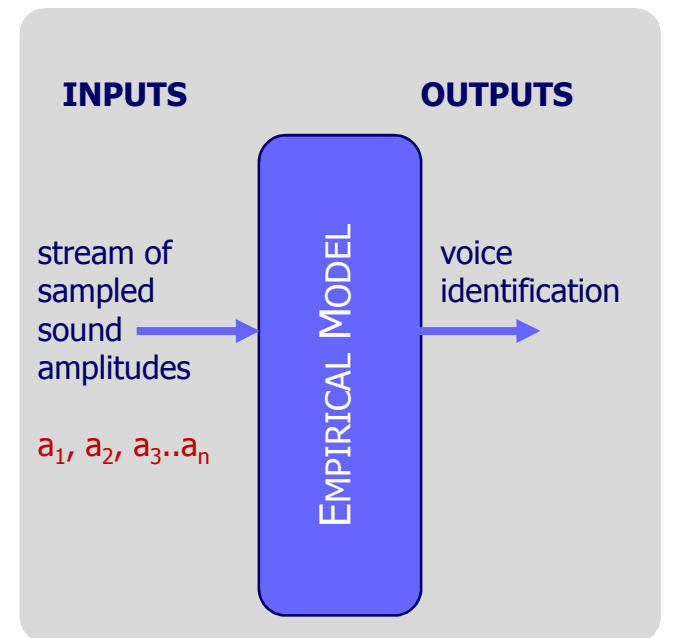 INPUTS
OUTPUTS
stream of
sampled
sound
amplitudes
a₁, a₂, a₃..aₙ
EMPIRICAL MODEL
voice
identification